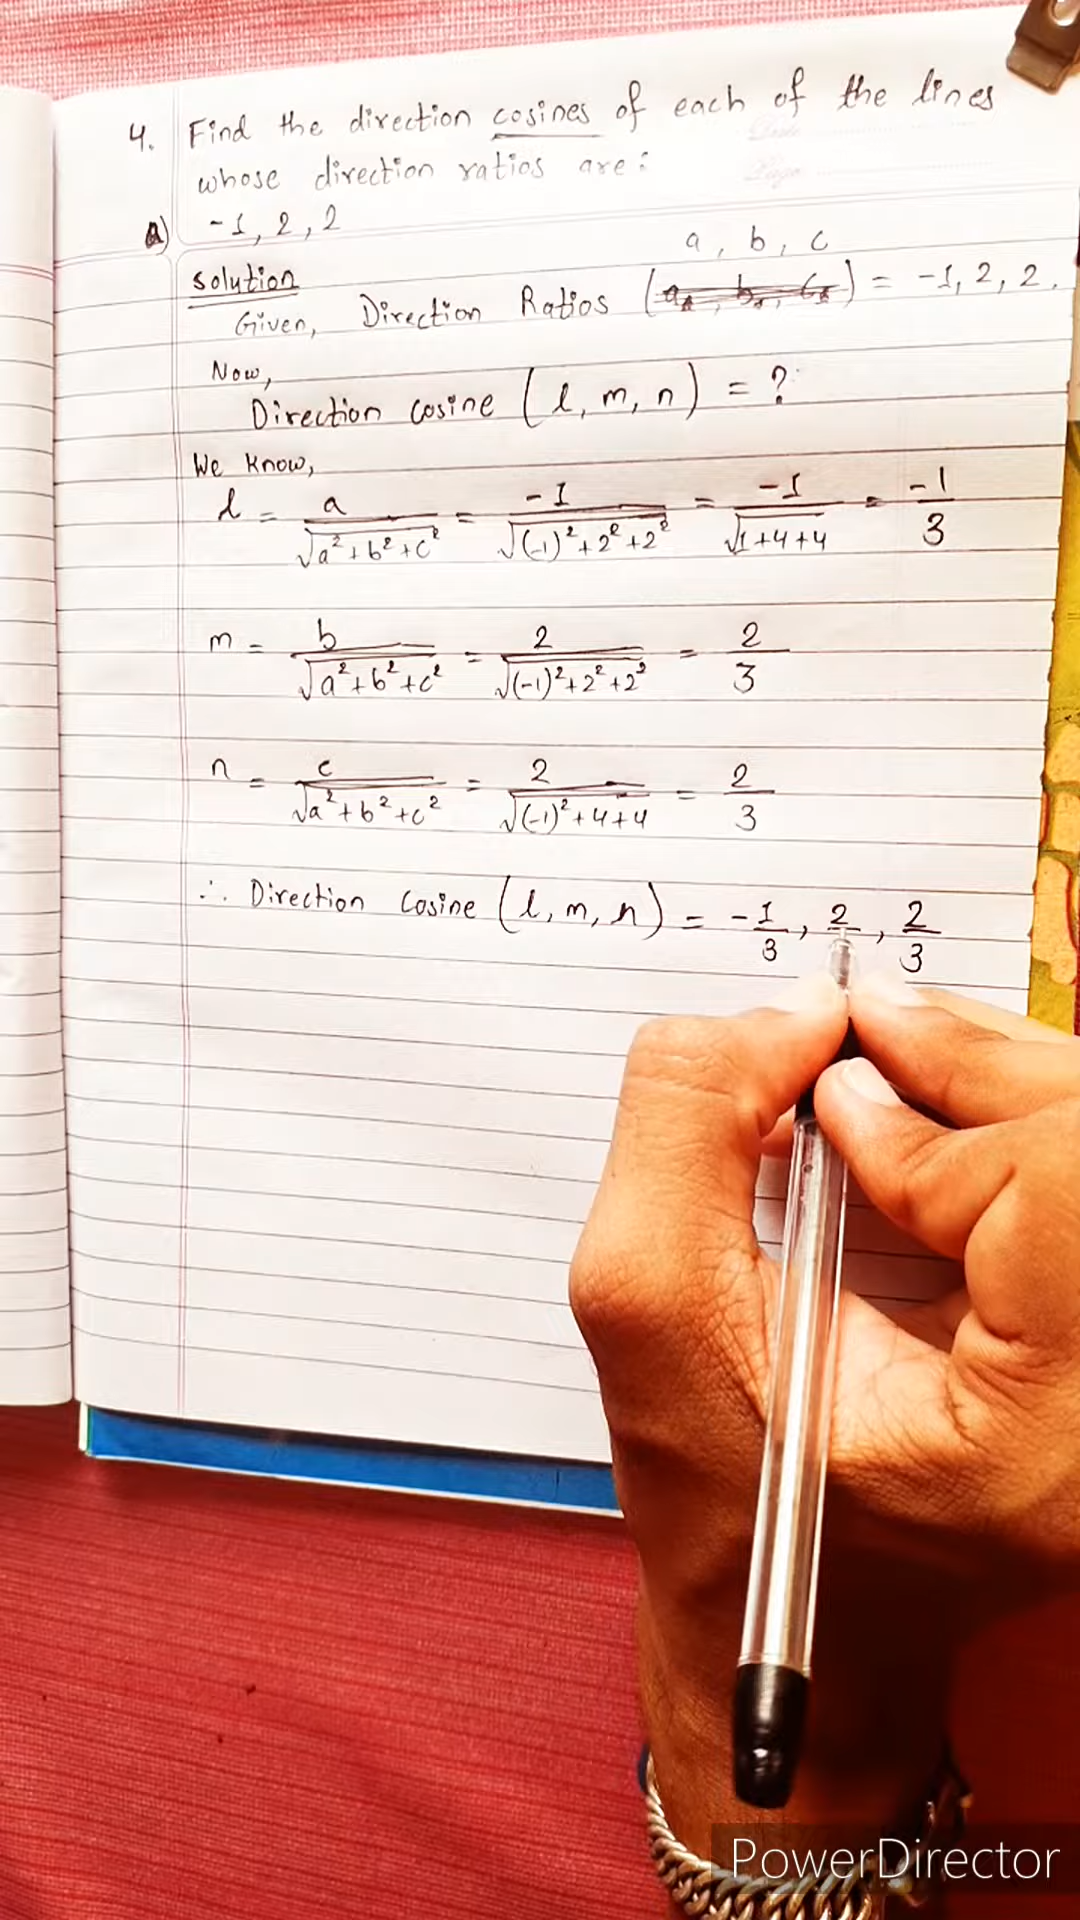 4. Find the direction cosines of each of the lines
whose direction ratios are:
a) -1, 2, 2
solution
a, b, c
Given, Direction Ratios ( ) = -1, 2, 2.
Now,
Direction cosine (l, m, n) = ?
We know,
l = a/√a²+b²+c² = -1/√(-1)²+2²+2² = -1/√1+4+4 = -1/3
m = b/√a²+b²+c² = 2/√(-1)²+2²+2² = 2/3
n = c/√a²+b²+c² = 2/√(-1)²+4+4 = 2/3
∴ Direction Cosine (l, m, n) = -1/3, 2/, 2/3
PowerDirector